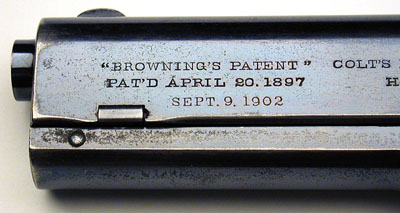 "BROWNING'S PATENT" COLT'S
PAT'D APRIL 20.1897
SEPT. 9. 1902